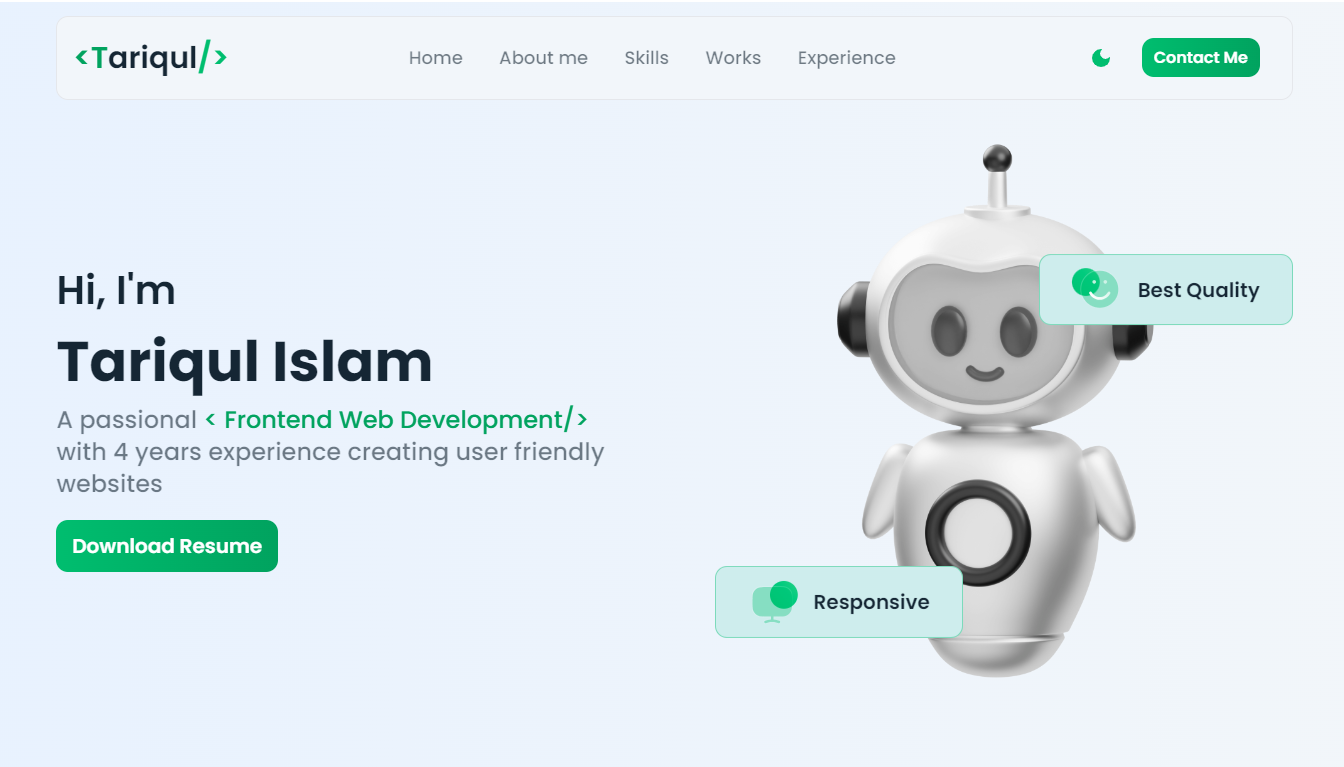 <Tariqul/>
Home About me Skills Works Experience
Contact Me
Best Quality
Hi, I'm
Tariqul Islam
A passional < Frontend Web Development/>
with 4 years experience creating user friendly
websites
Download Resume
Responsive